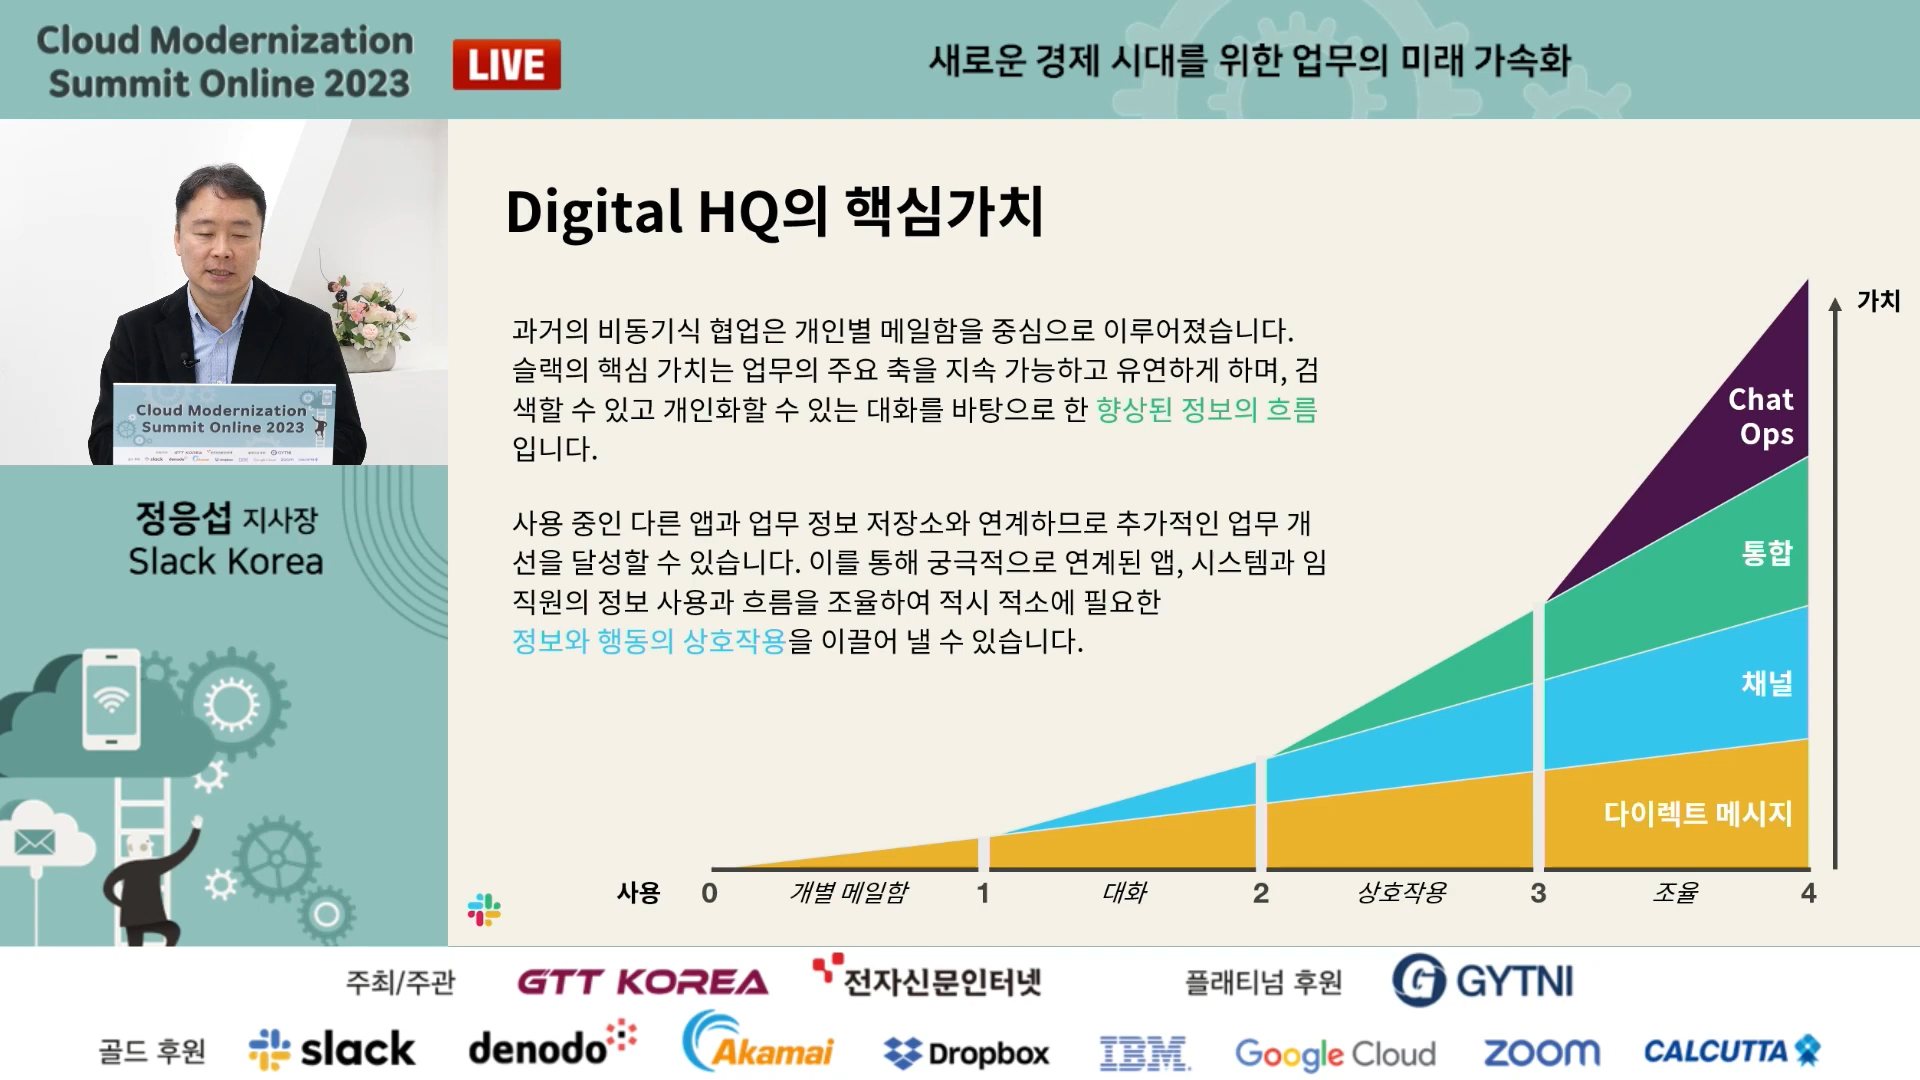 Cloud Modernization
Summit Online 2023
LIVE
새로운 경제 시대를 위한 업무의 미래 가속화
Cloud Modernization
Summit Online 2023
정응섭 지사장
Slack Korea
Digital HQ의 핵심가치
과거의 비동기식 협업은 개인별 메일함을 중심으로 이루어졌습니다.
슬랙의 핵심 가치는 업무의 주요 축을 지속 가능하고 유연하게 하며, 검
색할 수 있고 개인화할 수 있는 대화를 바탕으로 한 향상된 정보의 흐름
입니다.
사용 중인 다른 앱과 업무 정보 저장소와 연계하므로 추가적인 업무 개
선을 달성할 수 있습니다. 이를 통해 궁극적으로 연계된 앱, 시스템과 임
직원의 정보 사용과 흐름을 조율하여 적시 적소에 필요한
정보와 행동의 상호작용을 이끌어 낼 수 있습니다.
가치
Chat
Ops
통합
채널
다이렉트 메시지
사용 0 개별 메일함 1 대화 2 상호작용 3 조율 4
주최/주관 GTT KOREA 전자신문인터넷 플래티넘 후원 GYTNI
골드 후원 slack denodo Akamai Dropbox IBM Google Cloud zoom CALCUTTA